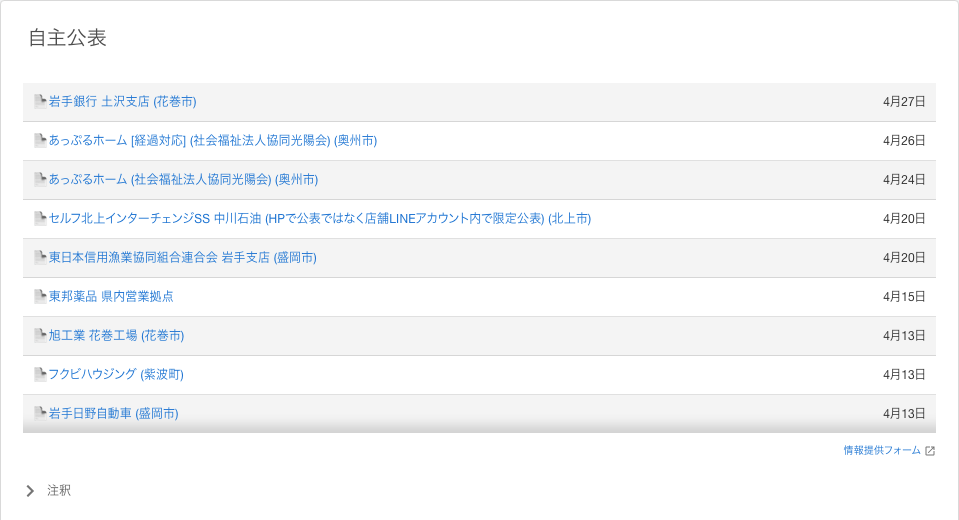 自主公表
岩手銀行 土沢支店 (花巻市) 4月27日
あっぷるホーム [経過対応] (社会福祉法人協同光陽会) (奥州市) 4月26日
あっぷるホーム (社会福祉法人協同光陽会) (奥州市) 4月24日
セルフ北上インターチェンジSS 中川石油 (HPで公表ではなく店舗LINEアカウント内で限定公表) (北上市) 4月20日
東日本信用漁業協同組合連合会 岩手支店 (盛岡市) 4月20日
東邦薬品 県内営業拠点 4月15日
旭工業 花巻工場 (花巻市) 4月13日
フクビハウジング (紫波町) 4月13日
岩手日野自動車 (盛岡市) 4月13日
情報提供フォーム
注釈